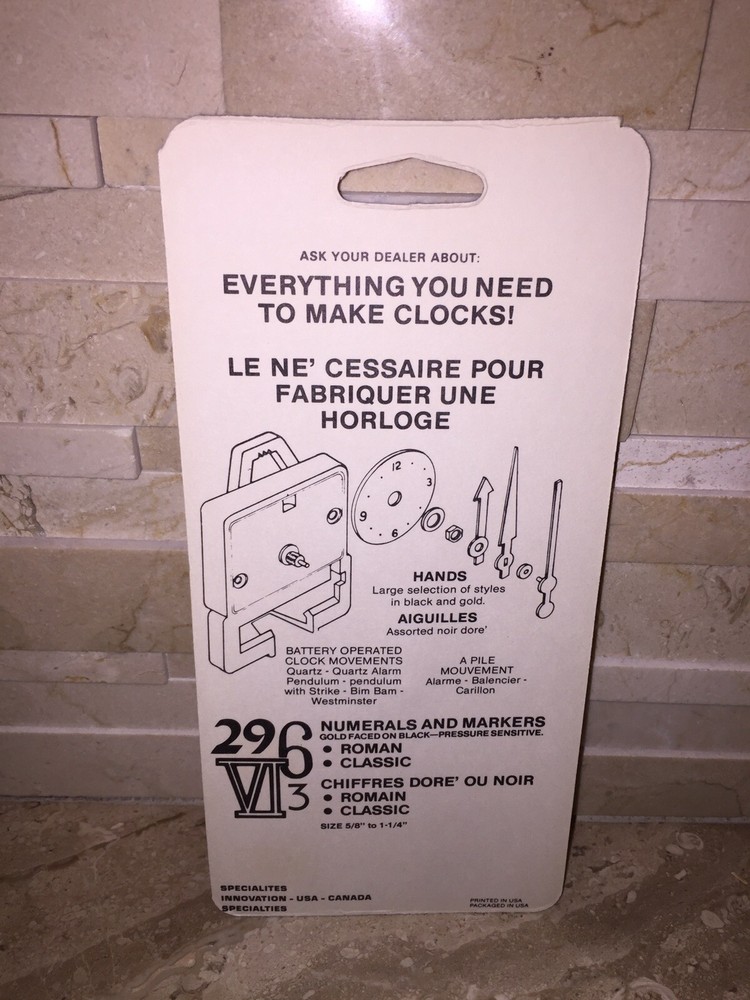 ASK YOUR DEALER ABOUT:
EVERYTHING YOU NEED
TO MAKE CLOCKS!
LE NE' CESSAIRE POUR
FABRIQUER UNE
HORLOGE
12
3
6
9
HANDS
Large selection of styles
in black and gold.
AIGUILLES
Assorted noir dore'
BATTERY OPERATED
CLOCK MOVEMENTS
Quartz - Quartz Alarm
Pendulum - pendulum
with Strike - Bim Bam -
Westminster
A PILE
MOUVEMENT
Alarme - Balencier -
Carillon
296
VI3
NUMERALS AND MARKERS
GOLD FACED ON BLACK—PRESSURE SENSITIVE.
• ROMAN
• CLASSIC
CHIFFRES DORE' OU NOIR
• ROMAIN
• CLASSIC
SIZE 5/8" to 1-1/4"
SPECIALITES
INNOVATION - USA - CANADA
SPECIALTIES
PRINTED IN USA
PACKAGED IN USA